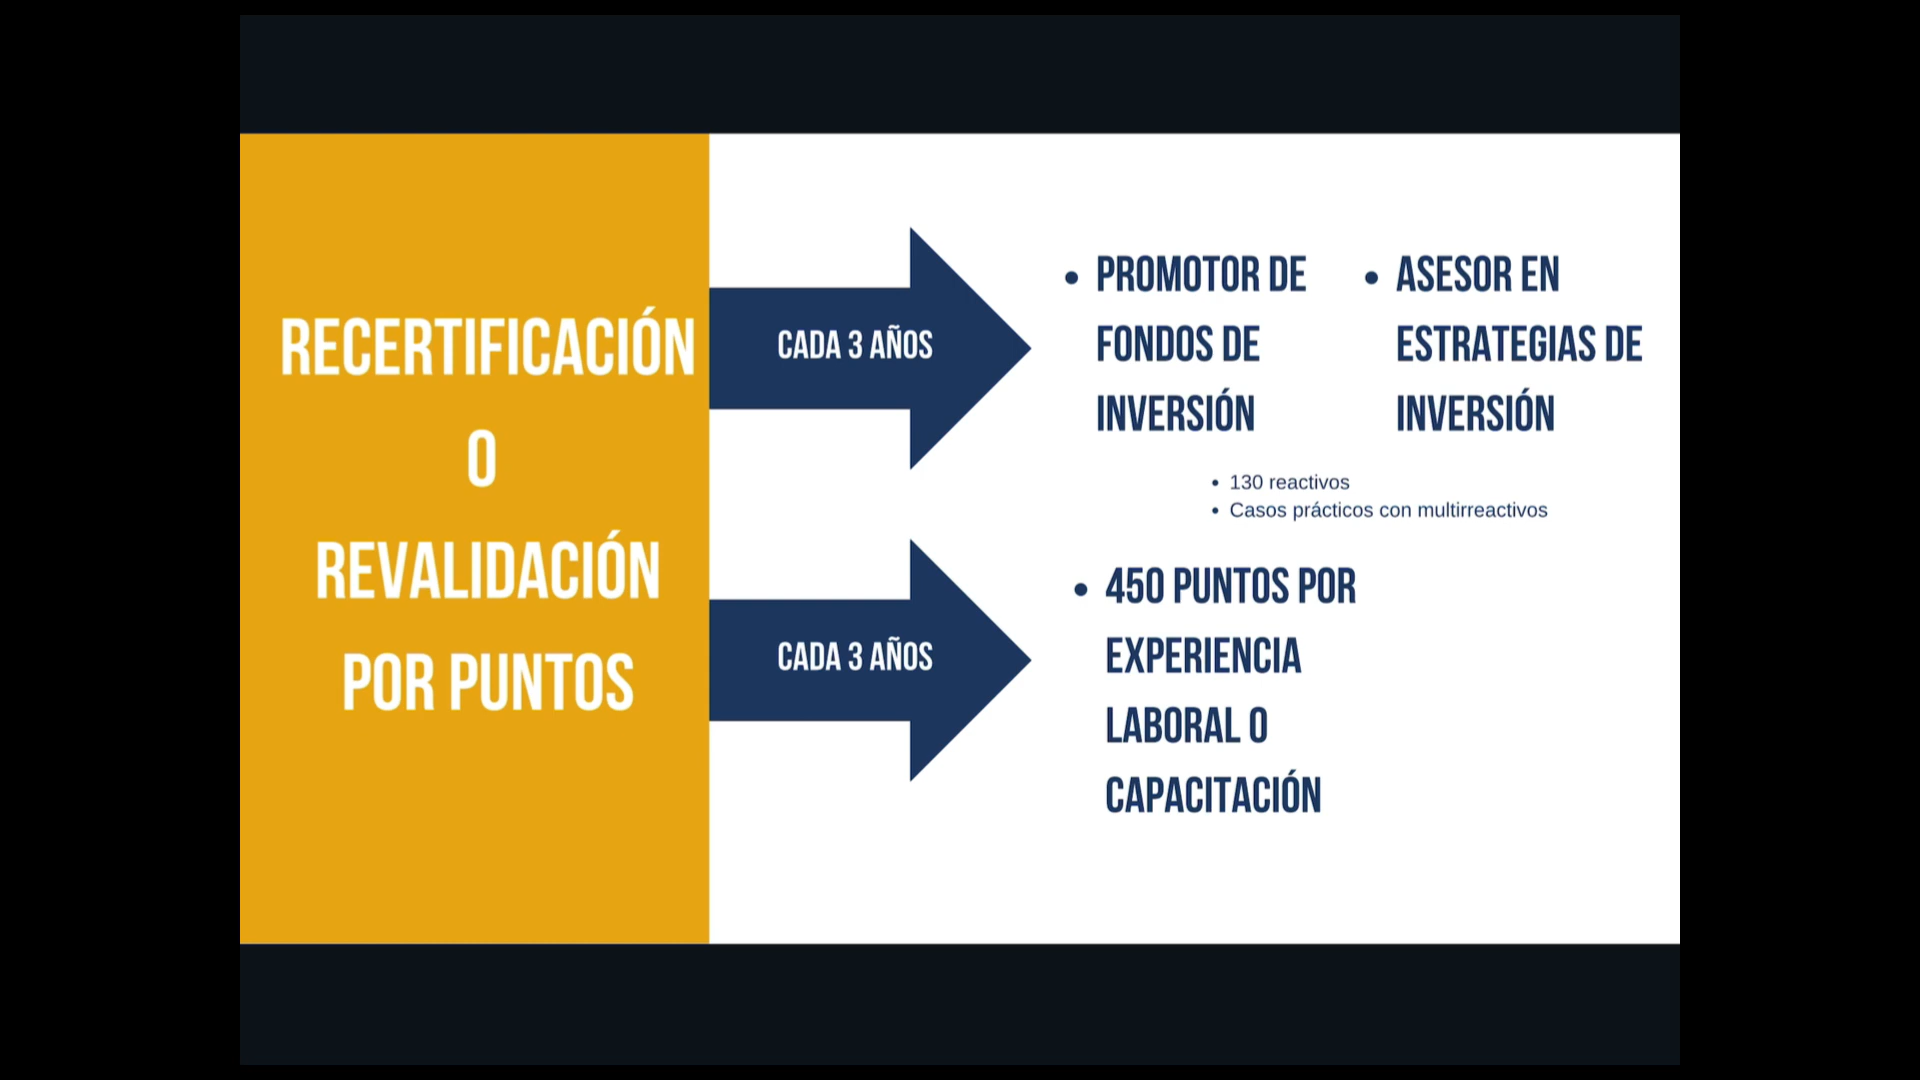 RECERTIFICACIÓN
O
REVALIDACIÓN
POR PUNTOS
CADA 3 AÑOS
• PROMOTOR DE
FONDOS DE
INVERSIÓN
• ASESOR EN
ESTRATEGIAS DE
INVERSIÓN
• 130 reactivos
• Casos prácticos con multirreactivos
CADA 3 AÑOS
• 450 PUNTOS POR
EXPERIENCIA
LABORAL O
CAPACITACIÓN